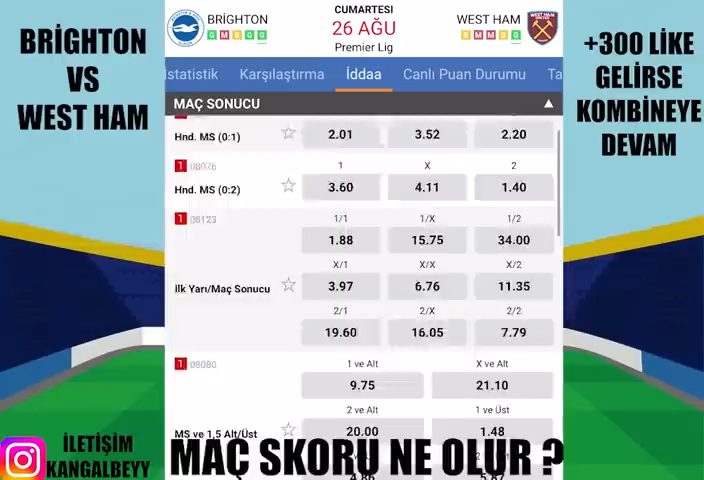 BRİGHTON
VS
WEST HAM
BRİGHTON
G M B G G
CUMARTESİ
26 AĞU
Premier Lig
WEST HAM
B M M B G
+300 LİKE
GELİRSE
KOMBİNEYE
DEVAM
istatistik Karşılaştırma İddaa Canlı Puan Durumu Ta
MAÇ SONUCU
Hnd. MS (0:1) 2.01 3.52 2.20
1 08076 1 X 2
Hnd. MS (0:2) 3.60 4.11 1.40
1 08123 1/1 1/X 1/2
1.88 15.75 34.00
X/1 X/X X/2
İlk Yarı/Maç Sonucu 3.97 6.76 11.35
2/1 2/X 2/2
19.60 16.05 7.79
1 08080 1 ve Alt X ve Alt
9.75 21.10
2 ve Alt 1 ve Üst
MS ve 1,5 Alt/Üst 20.00 1.48
İLETİŞİM
KANGALBEYY
MAÇ SKORU NE OLUR ?